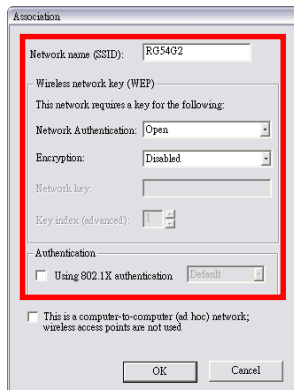 Association
Network name (SSID): RG54G2
Wireless network key (WEP)
This network requires a key for the following:
Network Authentication: Open
Encryption: Disabled
Network key:
Key index (advanced): 1
Authentication
Using 802.1X authentication Default
This is a computer-to-computer (ad hoc) network;
wireless access points are not used
OK Cancel